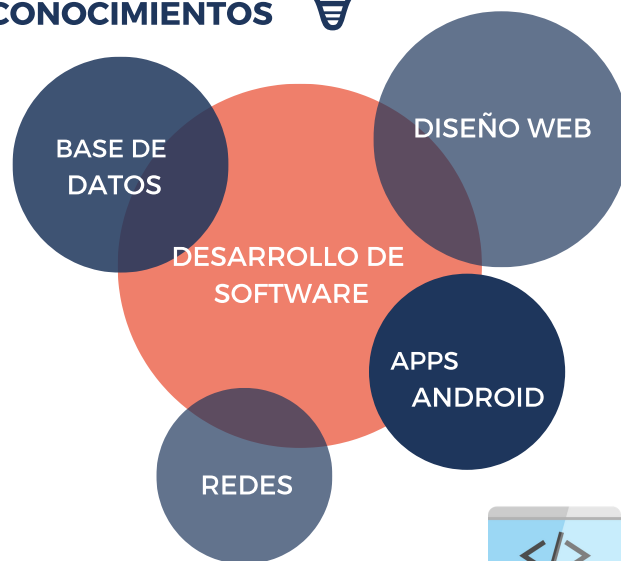 CONOCIMIENTOS
BASE DE
DATOS
DISEÑO WEB
DESARROLLO DE
SOFTWARE
APPS
ANDROID
REDES
</>